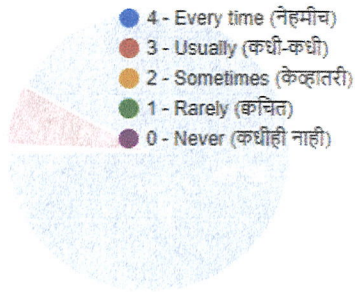 4 - Every time (नेहमीच)
3 - Usually (कधी-कधी)
2 - Sometimes (केव्हातरी)
1 - Rarely (क्वचित)
0 - Never (कधीही नाही)